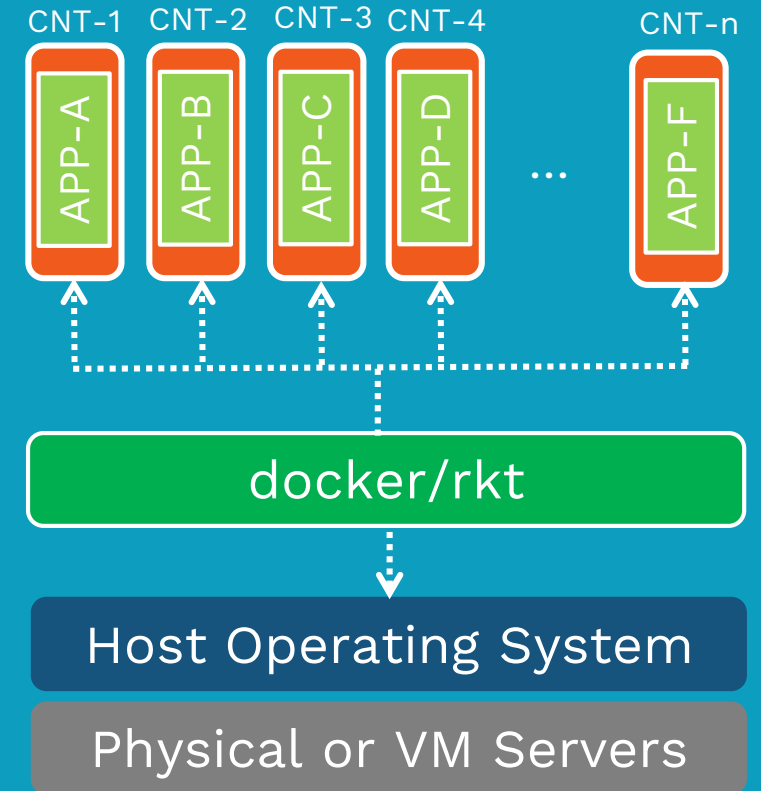 CNT-1 CNT-2 CNT-3 CNT-4 CNT-n
APP-A
APP-B
APP-C
APP-D
...
APP-F
docker/rkt
Host Operating System
Physical or VM Servers